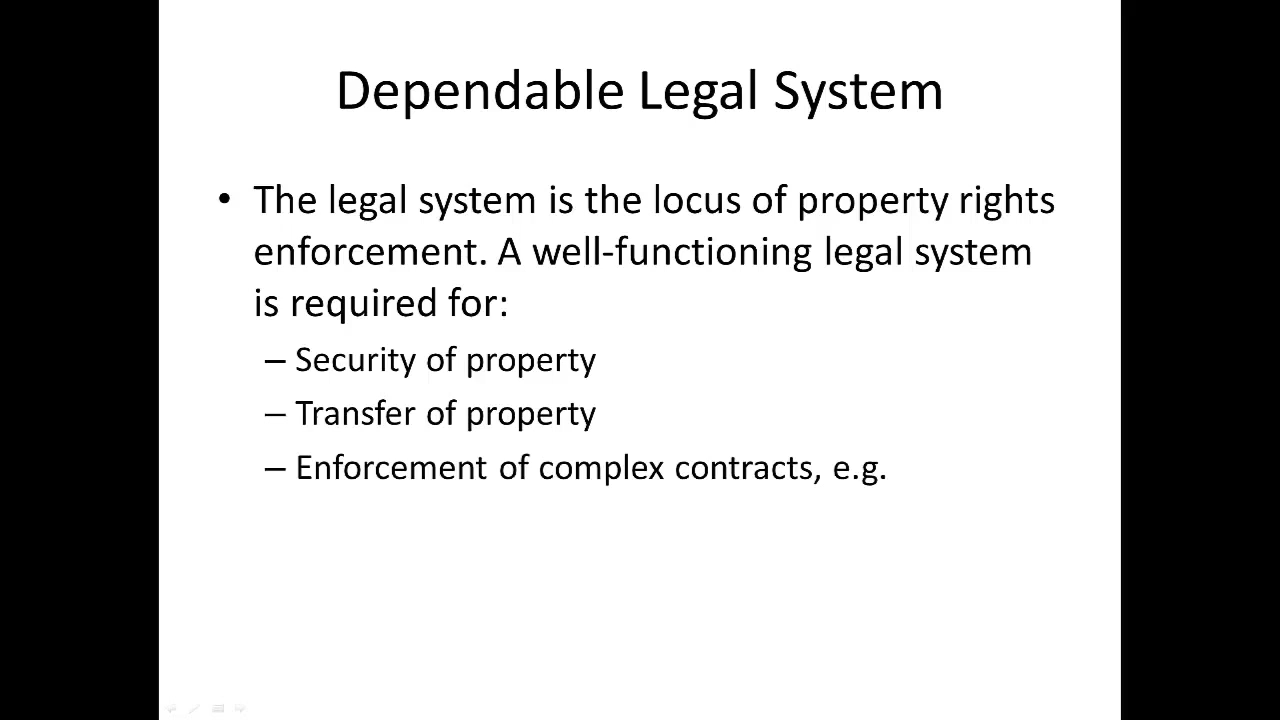 Dependable Legal System
• The legal system is the locus of property rights
enforcement. A well-functioning legal system
is required for:
– Security of property
– Transfer of property
– Enforcement of complex contracts, e.g.